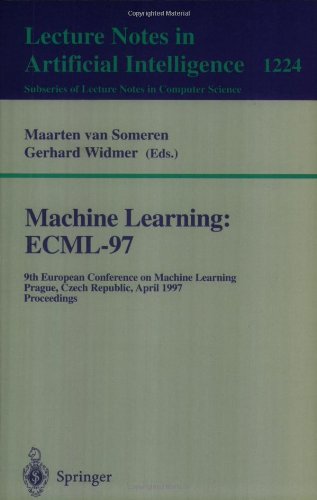 Lecture Notes in
Artificial Intelligence 1224
Subseries of Lecture Notes in Computer Science
Maarten van Someren
Gerhard Widmer (Eds.)
Machine Learning:
ECML-97
9th European Conference on Machine Learning
Prague, Czech Republic, April 1997
Proceedings
Springer